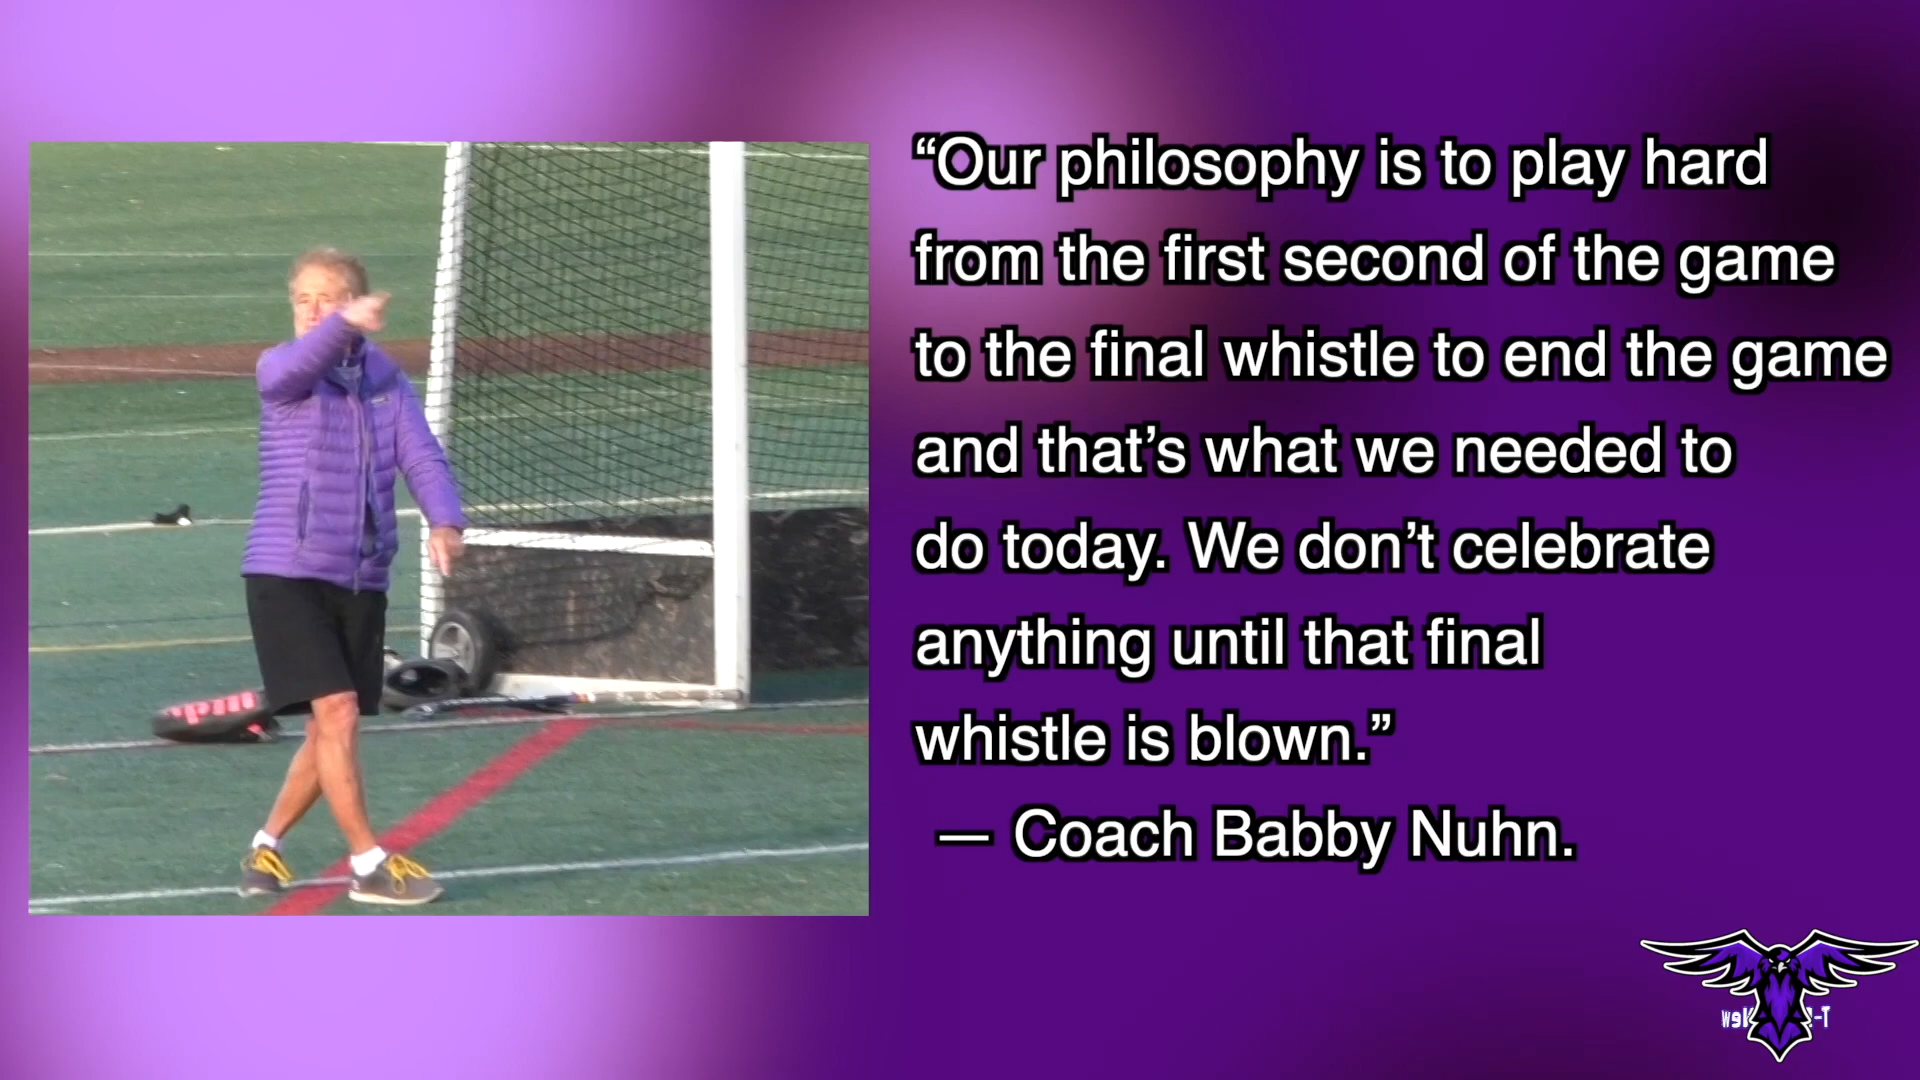 “Our philosophy is to play hard
from the first second of the game
to the final whistle to end the game
and that’s what we needed to
do today. We don’t celebrate
anything until that final
whistle is blown.”
— Coach Babby Nuhn.